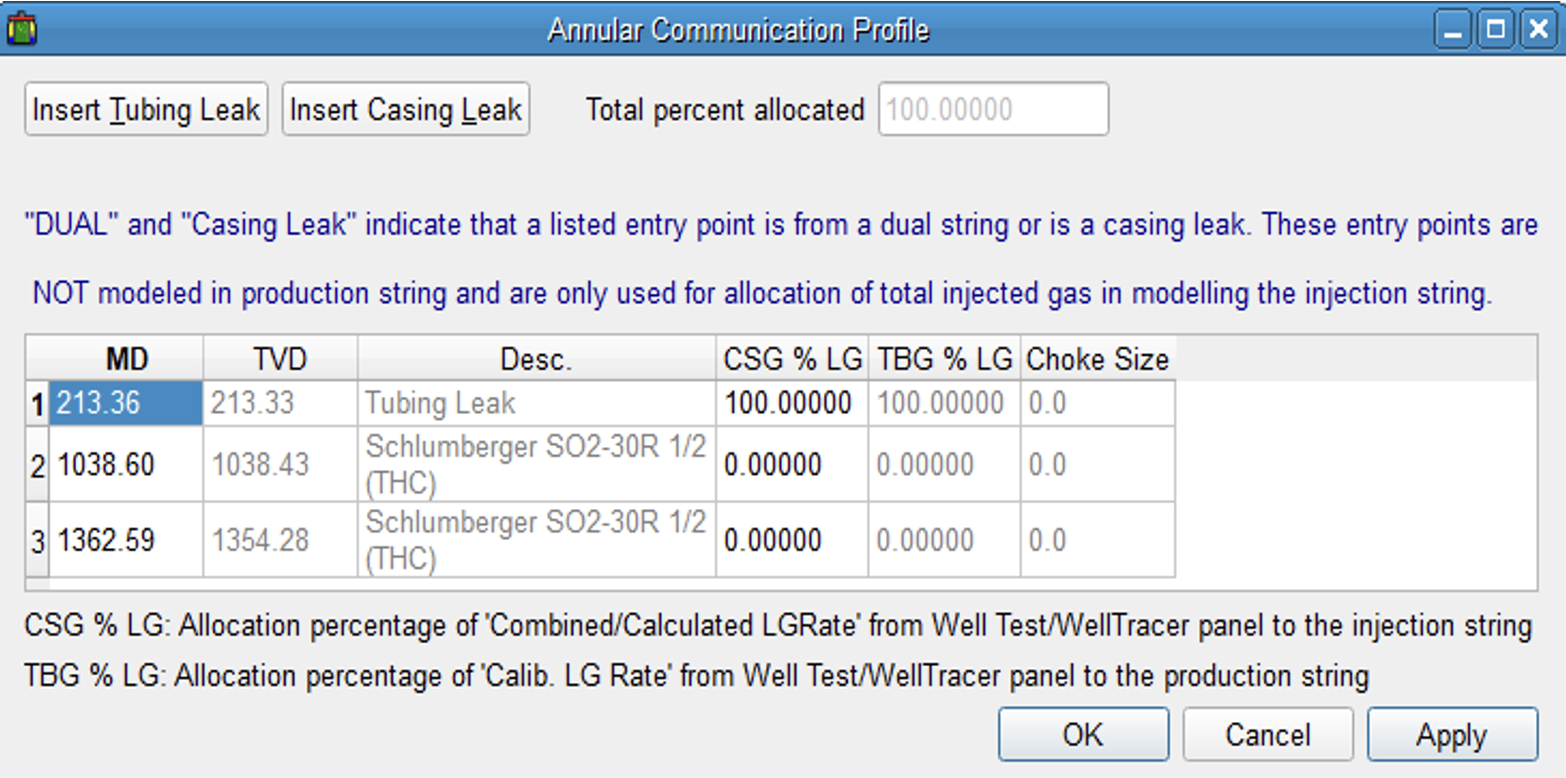 Annular Communication Profile
Insert Tubing Leak Insert Casing Leak Total percent allocated 100.00000
"DUAL" and "Casing Leak" indicate that a listed entry point is from a dual string or is a casing leak. These entry points are
NOT modeled in production string and are only used for allocation of total injected gas in modelling the injection string.
MD TVD Desc. CSG % LG TBG % LG Choke Size
1 213.36 213.33 Tubing Leak 100.00000 100.00000 0.0
2 1038.60 1038.43 Schlumberger SO2-30R 1/2 (THC) 0.00000 0.00000 0.0
3 1362.59 1354.28 Schlumberger SO2-30R 1/2 (THC) 0.00000 0.00000 0.0
CSG % LG: Allocation percentage of 'Combined/Calculated LGRate' from Well Test/WellTracer panel to the injection string
TBG % LG: Allocation percentage of 'Calib. LG Rate' from Well Test/WellTracer panel to the production string
OK Cancel Apply